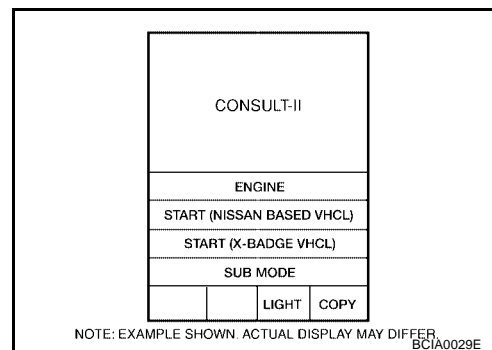 CONSULT-II
ENGINE
START (NISSAN BASED VHCL)
START (X-BADGE VHCL)
SUB MODE
LIGHT COPY
NOTE: EXAMPLE SHOWN. ACTUAL DISPLAY MAY DIFFER.
BCIA0029E